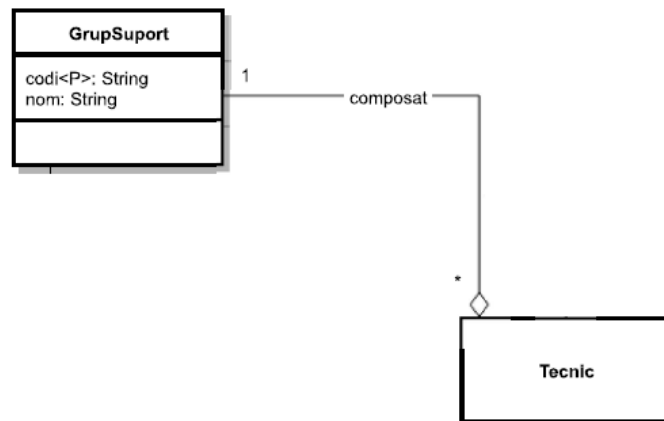 GrupSuport
codi<P>: String
nom: String
1
composat
*
Tecnic